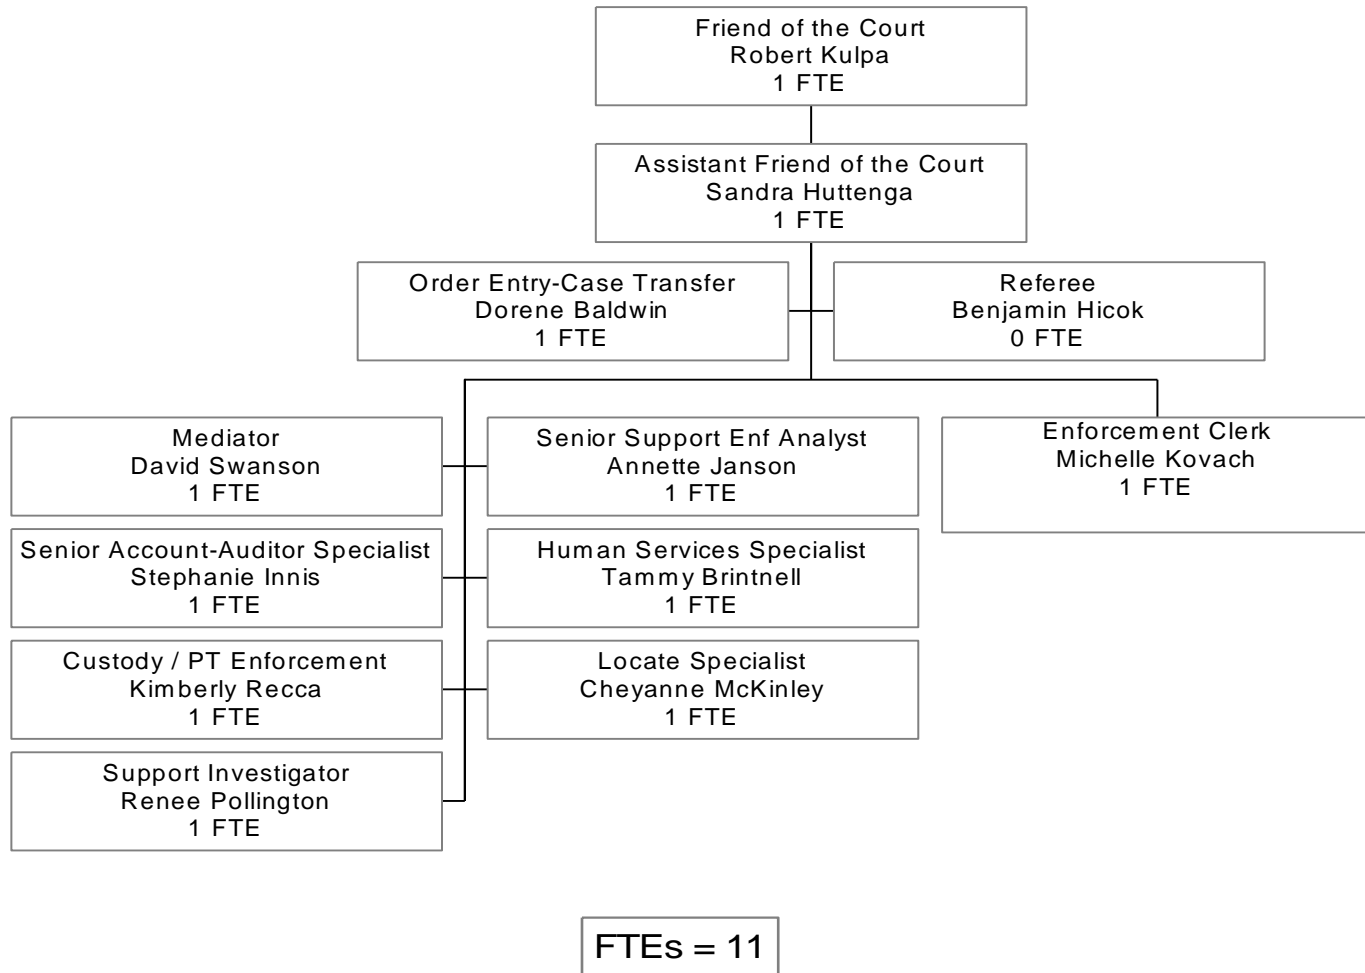 Friend of the Court
Robert Kulpa
1 FTE
Assistant Friend of the Court
Sandra Huttenga
1 FTE
Order Entry-Case Transfer
Dorene Baldwin
1 FTE
Referee
Benjamin Hicok
0 FTE
Mediator
David Swanson
1 FTE
Senior Support Enf Analyst
Annette Janson
1 FTE
Enforcement Clerk
Michelle Kovach
1 FTE
Senior Account-Auditor Specialist
Stephanie Innis
1 FTE
Human Services Specialist
Tammy Brintnell
1 FTE
Custody / PT Enforcement
Kimberly Recca
1 FTE
Locate Specialist
Cheyanne McKinley
1 FTE
Support Investigator
Renee Pollington
1 FTE
FTEs = 11